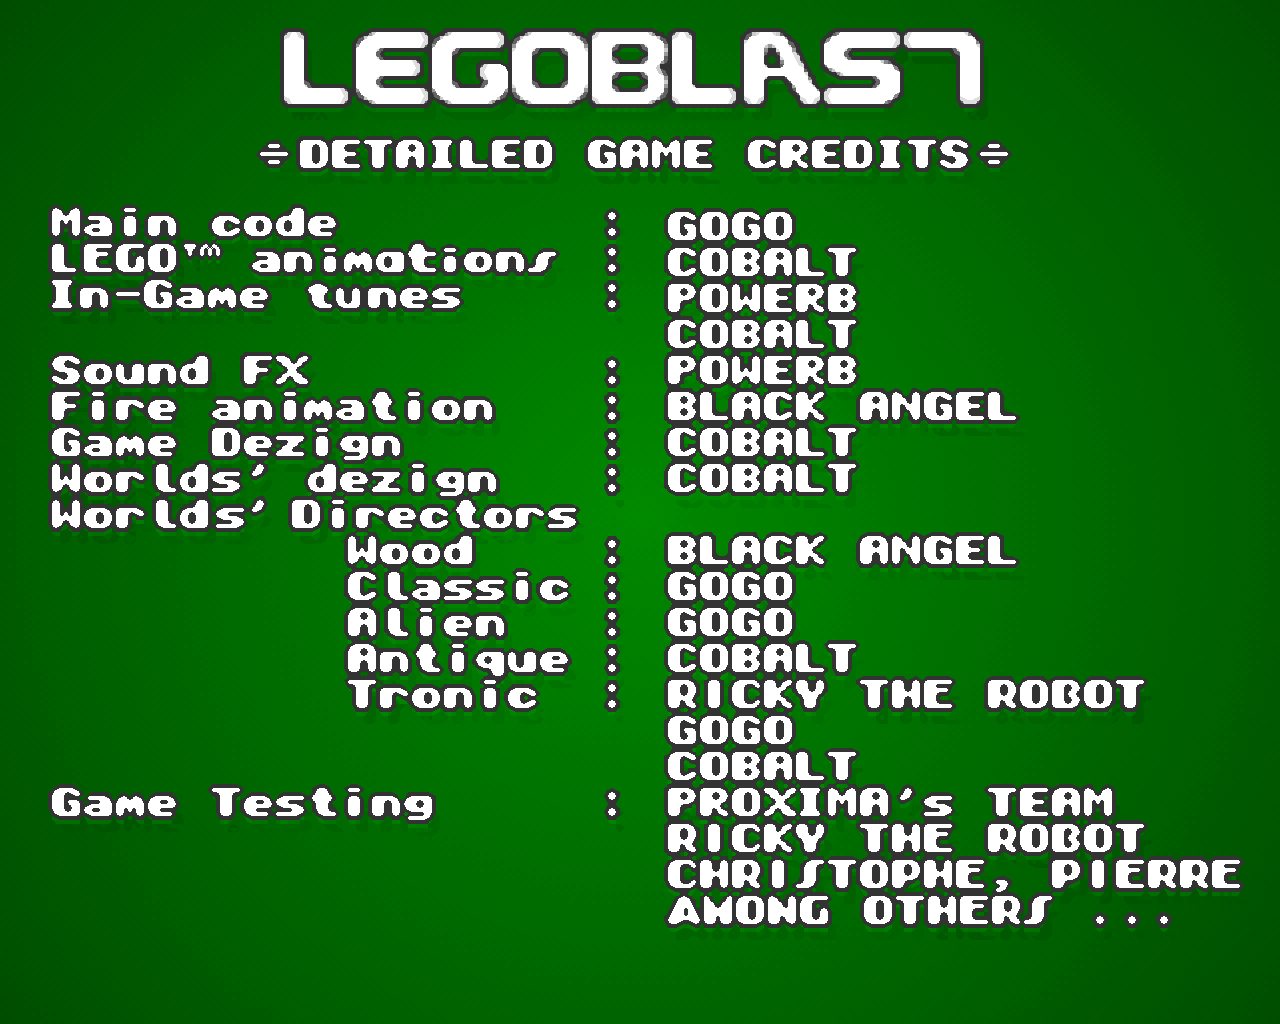 LEGOBLAST
÷DETAILED GAME CREDITS÷
Main code : GOGO
LEGO™ animations : COBALT
In-Game tunes : POWERB
COBALT
Sound FX : POWERB
Fire animation : BLACK ANGEL
Game Dezign : COBALT
Worlds' dezign : COBALT
Worlds' Directors
Wood : BLACK ANGEL
Classic : GOGO
Alien : GOGO
Antique : COBALT
Tronic : RICKY THE ROBOT
GOGO
COBALT
Game Testing : PROXIMA's TEAM
RICKY THE ROBOT
CHRISTOPHE, PIERRE
AMONG OTHERS ...